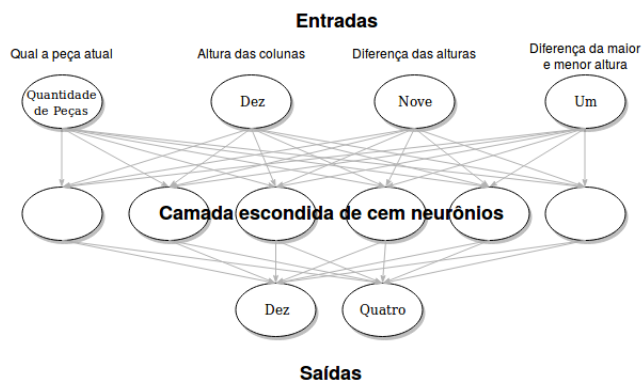 Entradas
Qual a peça atual
Altura das colunas
Diferença das alturas
Diferença da maior
e menor altura
Quantidade
de Peças
Dez
Nove
Um
Camada escondida de cem neurônios
Dez
Quatro
Saídas